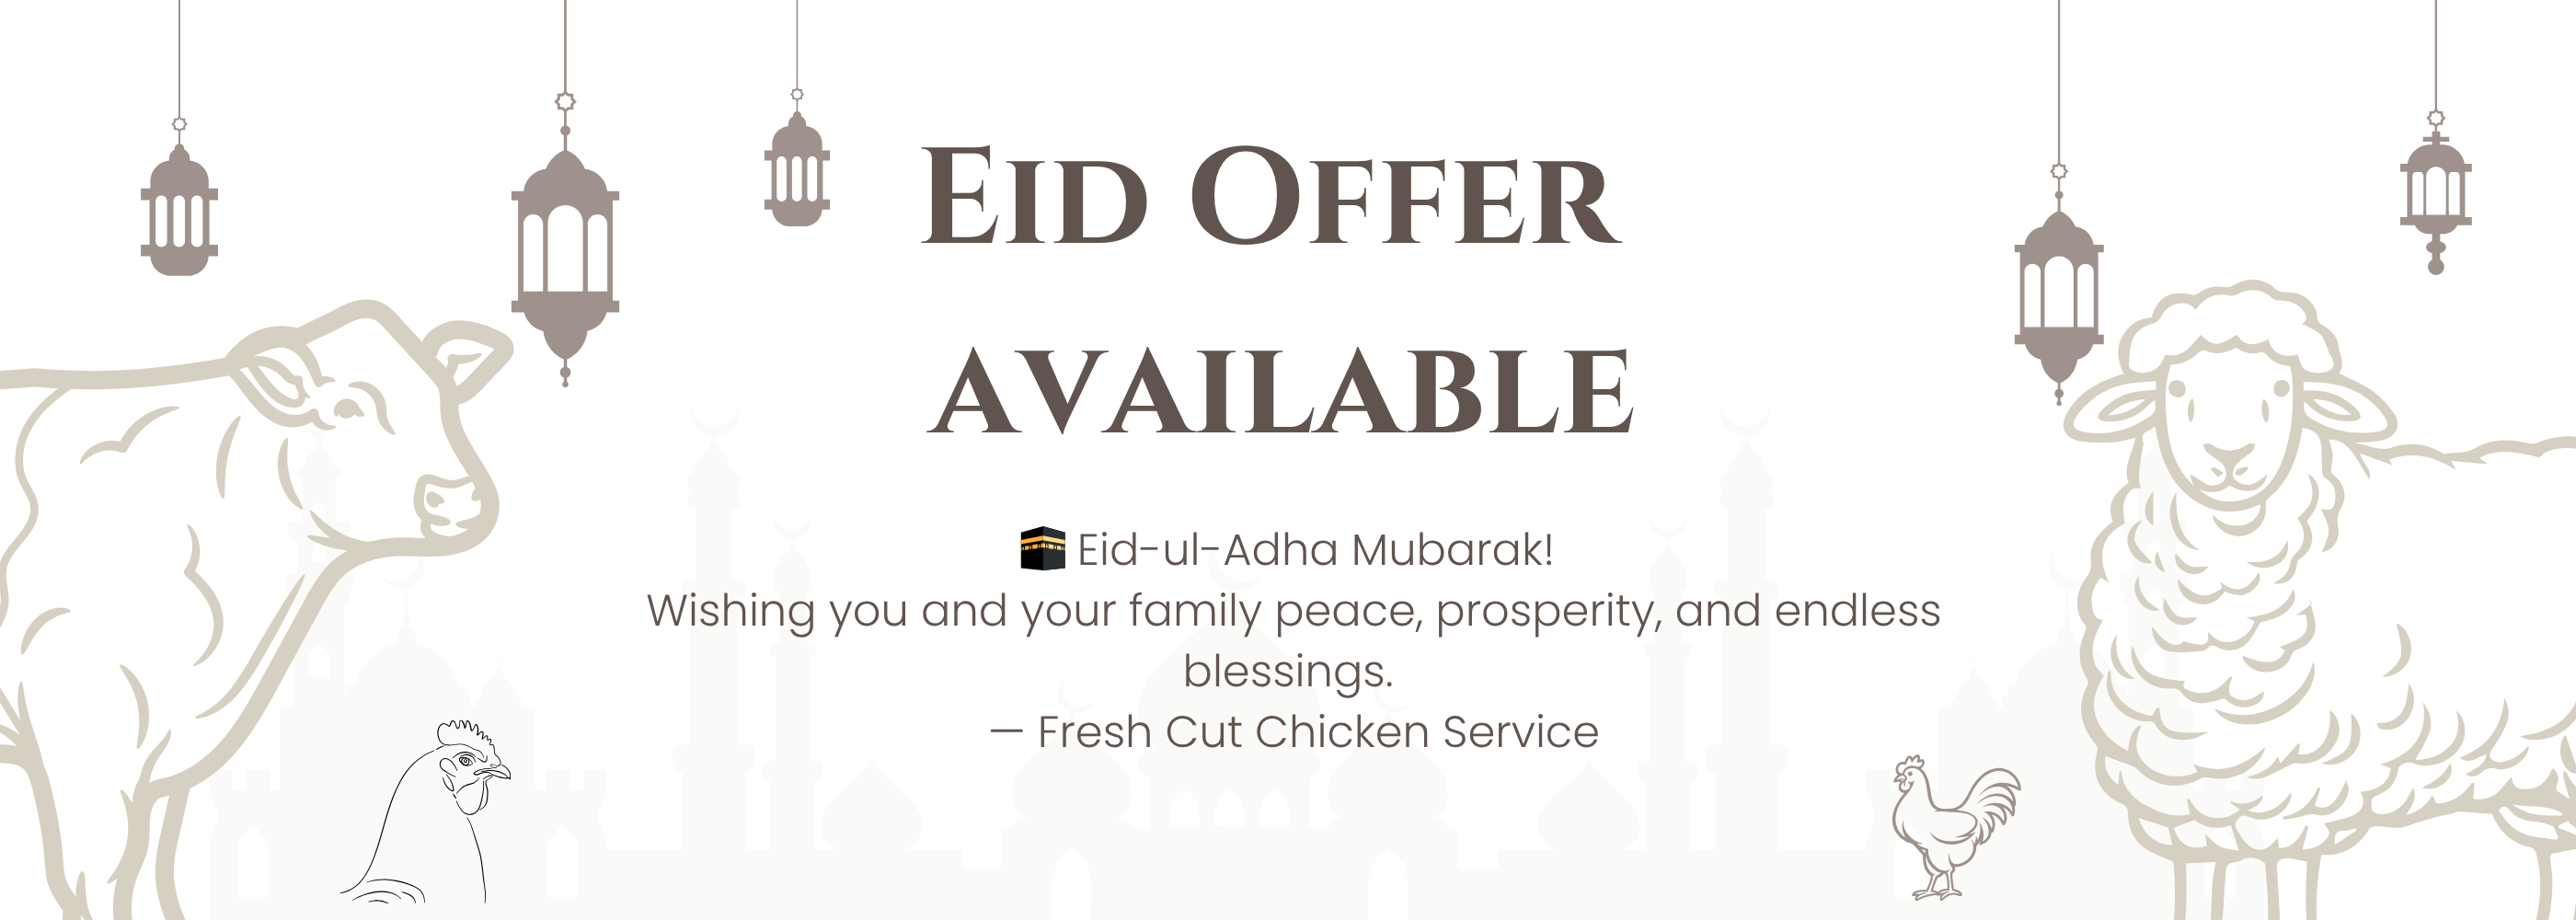 Eid Offer
available
🕋 Eid-ul-Adha Mubarak!
Wishing you and your family peace, prosperity, and endless
blessings.
— Fresh Cut Chicken Service